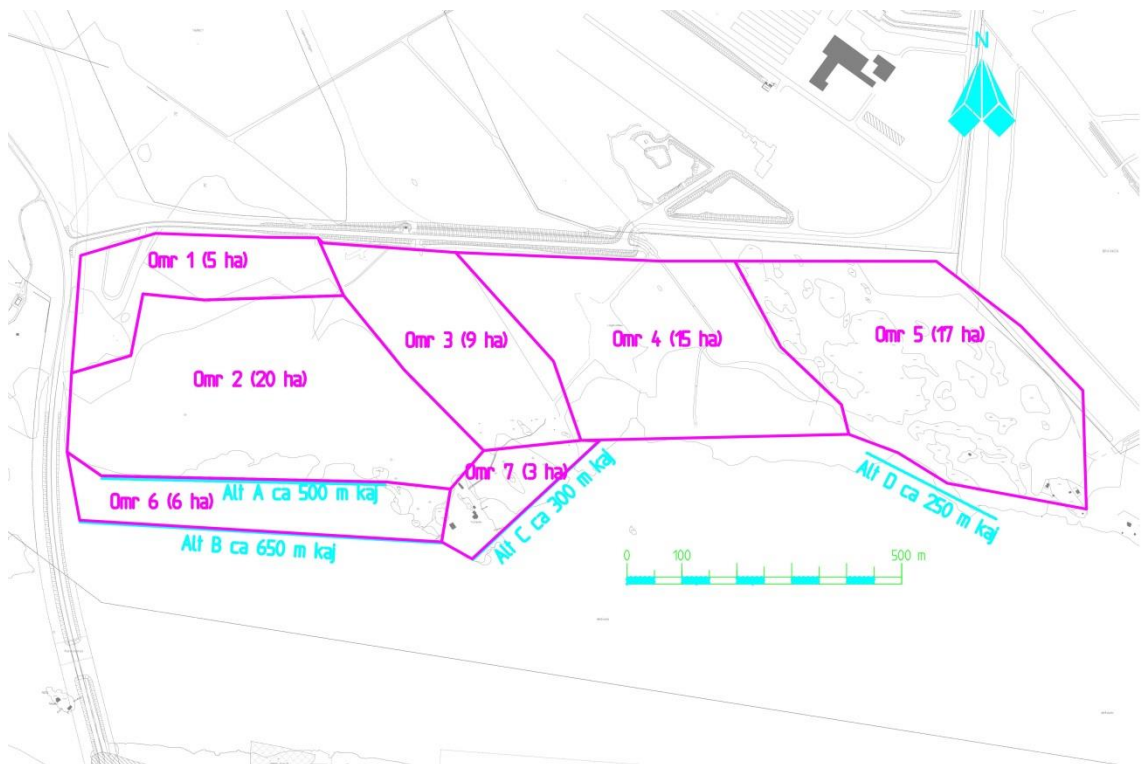 N
Omr 1 (5 ha)
Omr 3 (9 ha)
Omr 4 (15 ha)
Omr 5 (17 ha)
Omr 2 (20 ha)
Omr 7 (3 ha)
Omr 6 (6 ha)
Alt A ca 500 m kaj
Alt B ca 650 m kaj
Alt C ca 300 m kaj
Alt D ca 250 m kaj
0 100 500 m